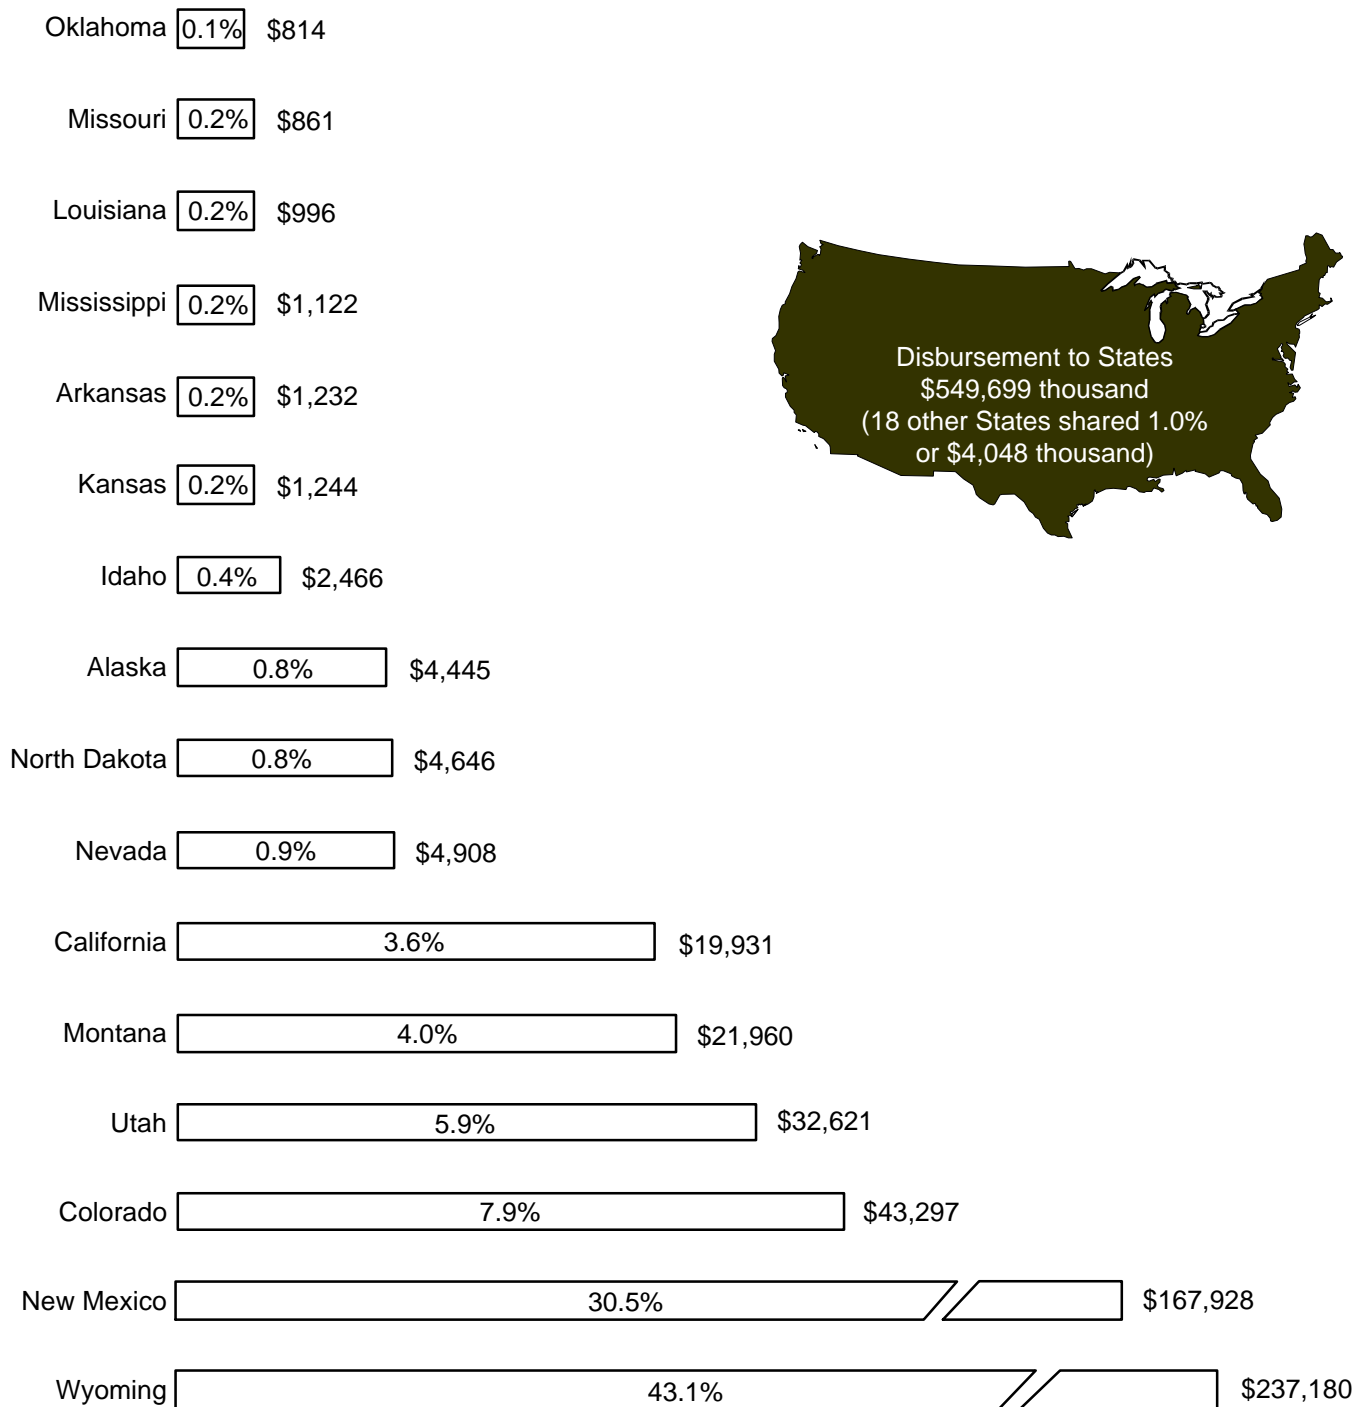 Oklahoma 0.1% $814
Missouri 0.2% $861
Louisiana 0.2% $996
Mississippi 0.2% $1,122
Arkansas 0.2% $1,232
Kansas 0.2% $1,244
Idaho 0.4% $2,466
Alaska 0.8% $4,445
North Dakota 0.8% $4,646
Nevada 0.9% $4,908
California 3.6% $19,931
Montana 4.0% $21,960
Utah 5.9% $32,621
Colorado 7.9% $43,297
New Mexico 30.5% $167,928
Wyoming 43.1% $237,180
Disbursement to States
$549,699 thousand
(18 other States shared 1.0%
or $4,048 thousand)